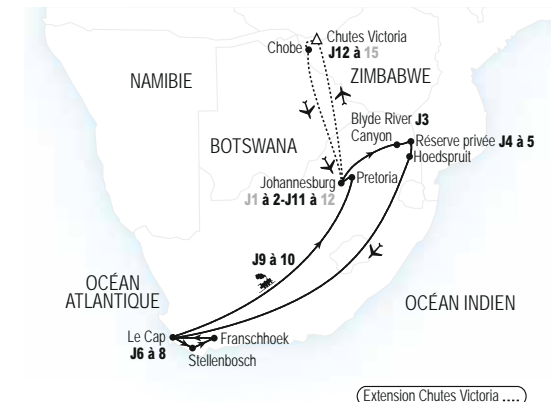 Chutes Victoria
J12 à 15
Chobe
NAMIBIE
ZIMBABWE
BOTSWANA
Blyde River J3
Canyon
Réserve privée J4 à 5
Hoedspruit
Johannesburg
Pretoria
J1 à 2-J11 à 12
J9 à 10
OCÉAN
ATLANTIQUE
OCÉAN INDIEN
Le Cap
J6 à 8
Franschhoek
Stellenbosch
Extension Chutes Victoria ....